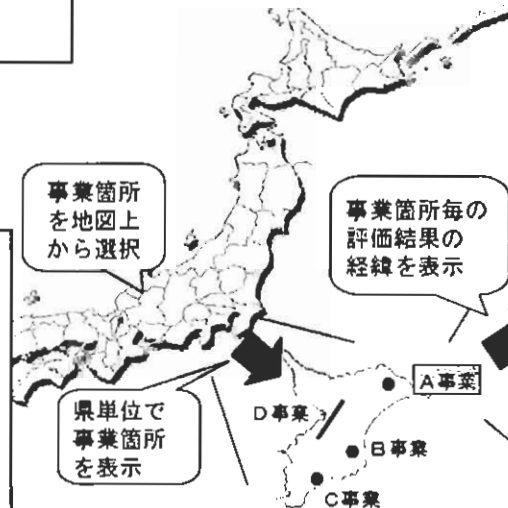 事業箇所
を地図上
から選択
事業箇所毎の
評価結果の
経緯を表示
県単位で
事業箇所
を表示
A事業
D事業
B事業
C事業